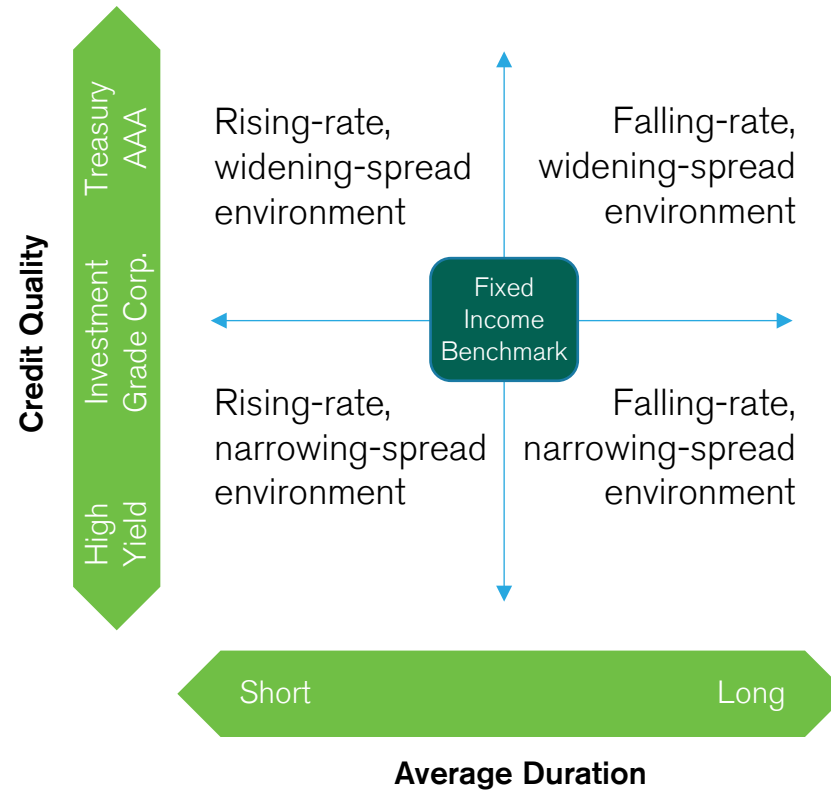 Credit Quality
Treasury
AAA
Investment
Grade Corp.
High
Yield
Rising-rate,
widening-spread
environment
Falling-rate,
widening-spread
environment
Fixed
Income
Benchmark
Rising-rate,
narrowing-spread
environment
Falling-rate,
narrowing-spread
environment
Short
Long
Average Duration